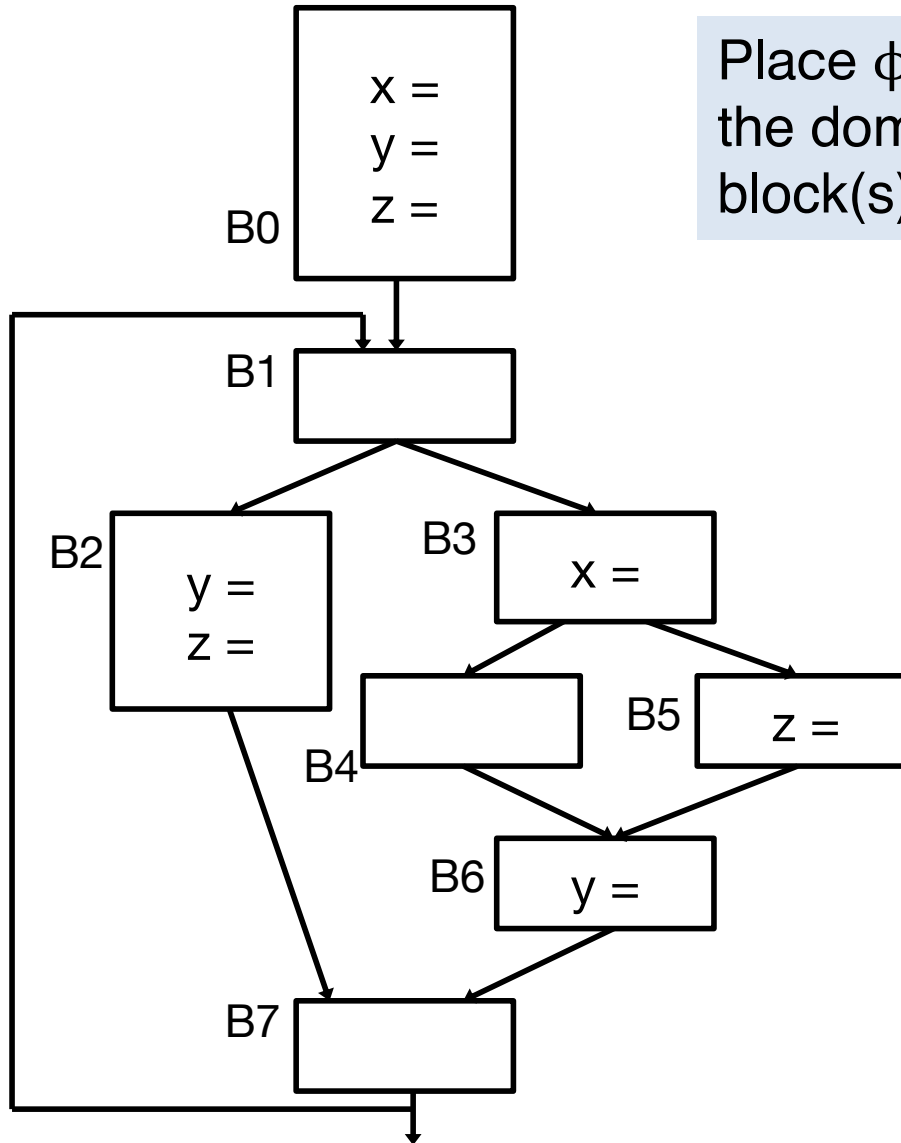 Place ϕ
the dom
block(s)
x =
y =
z =
B0
B1
B2
y =
z =
B3
x =
B4
B5
z =
B6
y =
B7